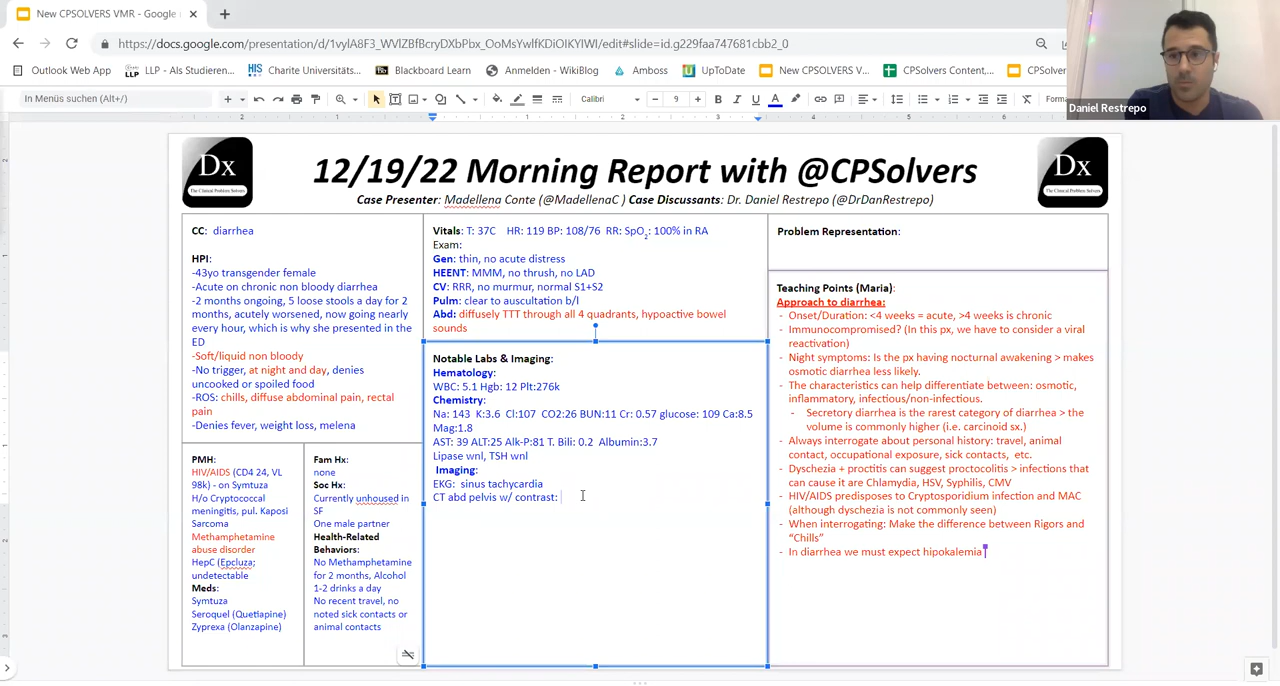 New CPSOLVERS VMR - Google
https://docs.google.com/presentation/d/1vylA8F3_WVlZBfBcryDXbPbx_OoMsYwlfKDiOIKYIWI/edit#slide=id.g229faa747681cbb2_0
Outlook Web App
LLP
LLP - Als Studieren...
HIS
Charite Universitäts...
Bb
Blackboard Learn
Anmelden - WikiBlog
Amboss
UpToDate
New CPSOLVERS V...
CPSolvers Content,...
CPSolve
In Menüs suchen (Alt+/)
Calibri
9
B
I
U
A
Forma
Daniel Restrepo
Dx
The Clinical Problem Solvers
12/19/22 Morning Report with @CPSolvers
Case Presenter: Madellena Conte (@MadellenaC ) Case Discussants: Dr. Daniel Restrepo (@DrDanRestrepo)
Dx
The Clinical Problem Solvers
CC: diarrhea
HPI:
-43yo transgender female
-Acute on chronic non bloody diarrhea
-2 months ongoing, 5 loose stools a day for 2
months, acutely worsened, now going nearly
every hour, which is why she presented in the
ED
-Soft/liquid non bloody
-No trigger, at night and day, denies
uncooked or spoiled food
-ROS: chills, diffuse abdominal pain, rectal
pain
-Denies fever, weight loss, melena
PMH:
HIV/AIDS (CD4 24, VL
98k) - on Symtuza
H/o Cryptococcal
meningitis, pul. Kaposi
Sarcoma
Methamphetamine
abuse disorder
HepC (Epcluza;
undetectable
Meds:
Symtuza
Seroquel (Quetiapine)
Zyprexa (Olanzapine)
Fam Hx:
none
Soc Hx:
Currently unhoused in
SF
One male partner
Health-Related
Behaviores:
No Methamphetamine
for 2 months, Alcohol
1-2 drinks a day
No recent travel, no
noted sick contacts or
animal contacts
Vitals: T: 37C HR: 119 BP: 108/76 RR: SpO2: 100% in RA
Exam:
Gen: thin, no acute distress
HEENT: MMM, no thrush, no LAD
CV: RRR, no murmur, normal S1+S2
Pulm: clear to auscultation b/l
Abd: diffusely TTT through all 4 quadrants, hypoactive bowel
sounds
Notable Labs & Imaging:
Hematology:
WBC: 5.1 Hgb: 12 Plt:276k
Chemistry:
Na: 143 K:3.6 Cl:107 CO2:26 BUN:11 Cr: 0.57 glucose: 109 Ca:8.5
Mag:1.8
AST: 39 ALT:25 Alk-P:81 T. Bili: 0.2 Albumin:3.7
Lipase wnl, TSH wnl
Imaging:
EKG: sinus tachycardia
CT abd pelvis w/ contrast:
Problem Representation:
Teaching Points (Maria):
Approach to diarrhea:
- Onset/Duration: <4 weeks = acute, >4 weeks is chronic
- Immunocompromised? (In this px, we have to consider a viral
reactivation)
- Night symptoms: Is the px having nocturnal awakening > makes
osmotic diarrhea less likely.
- The characteristics can help differentiate between: osmotic,
inflammatory, infectious/non-infectious.
- Secretory diarrhea is the rarest category of diarrhea > the
volume is commonly higher (i.e. carcinoid sx.)
- Always interrogate about personal history: travel, animal
contact, occupational exposure, sick contacts, etc.
- Dyschezia + proctitis can suggest proctocolitis > infections that
can cause it are Chlamydia, HSV, Syphilis, CMV
- HIV/AIDS predisposes to Cryptosporidium infection and MAC
(although dyschezia is not commonly seen)
- When interrogating: Make the difference between Rigors and
“Chills”
- In diarrhea we must expect hipokalemia